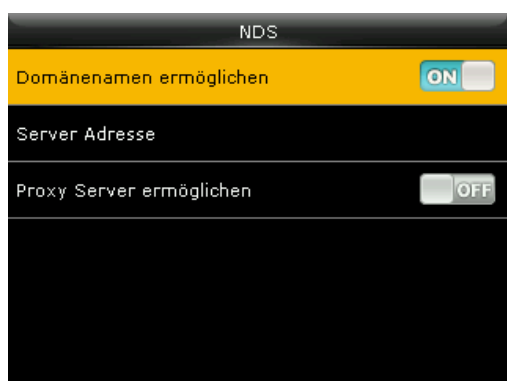 NDS
Domänenamen ermöglichen ON
Server Adresse
Proxy Server ermöglichen OFF